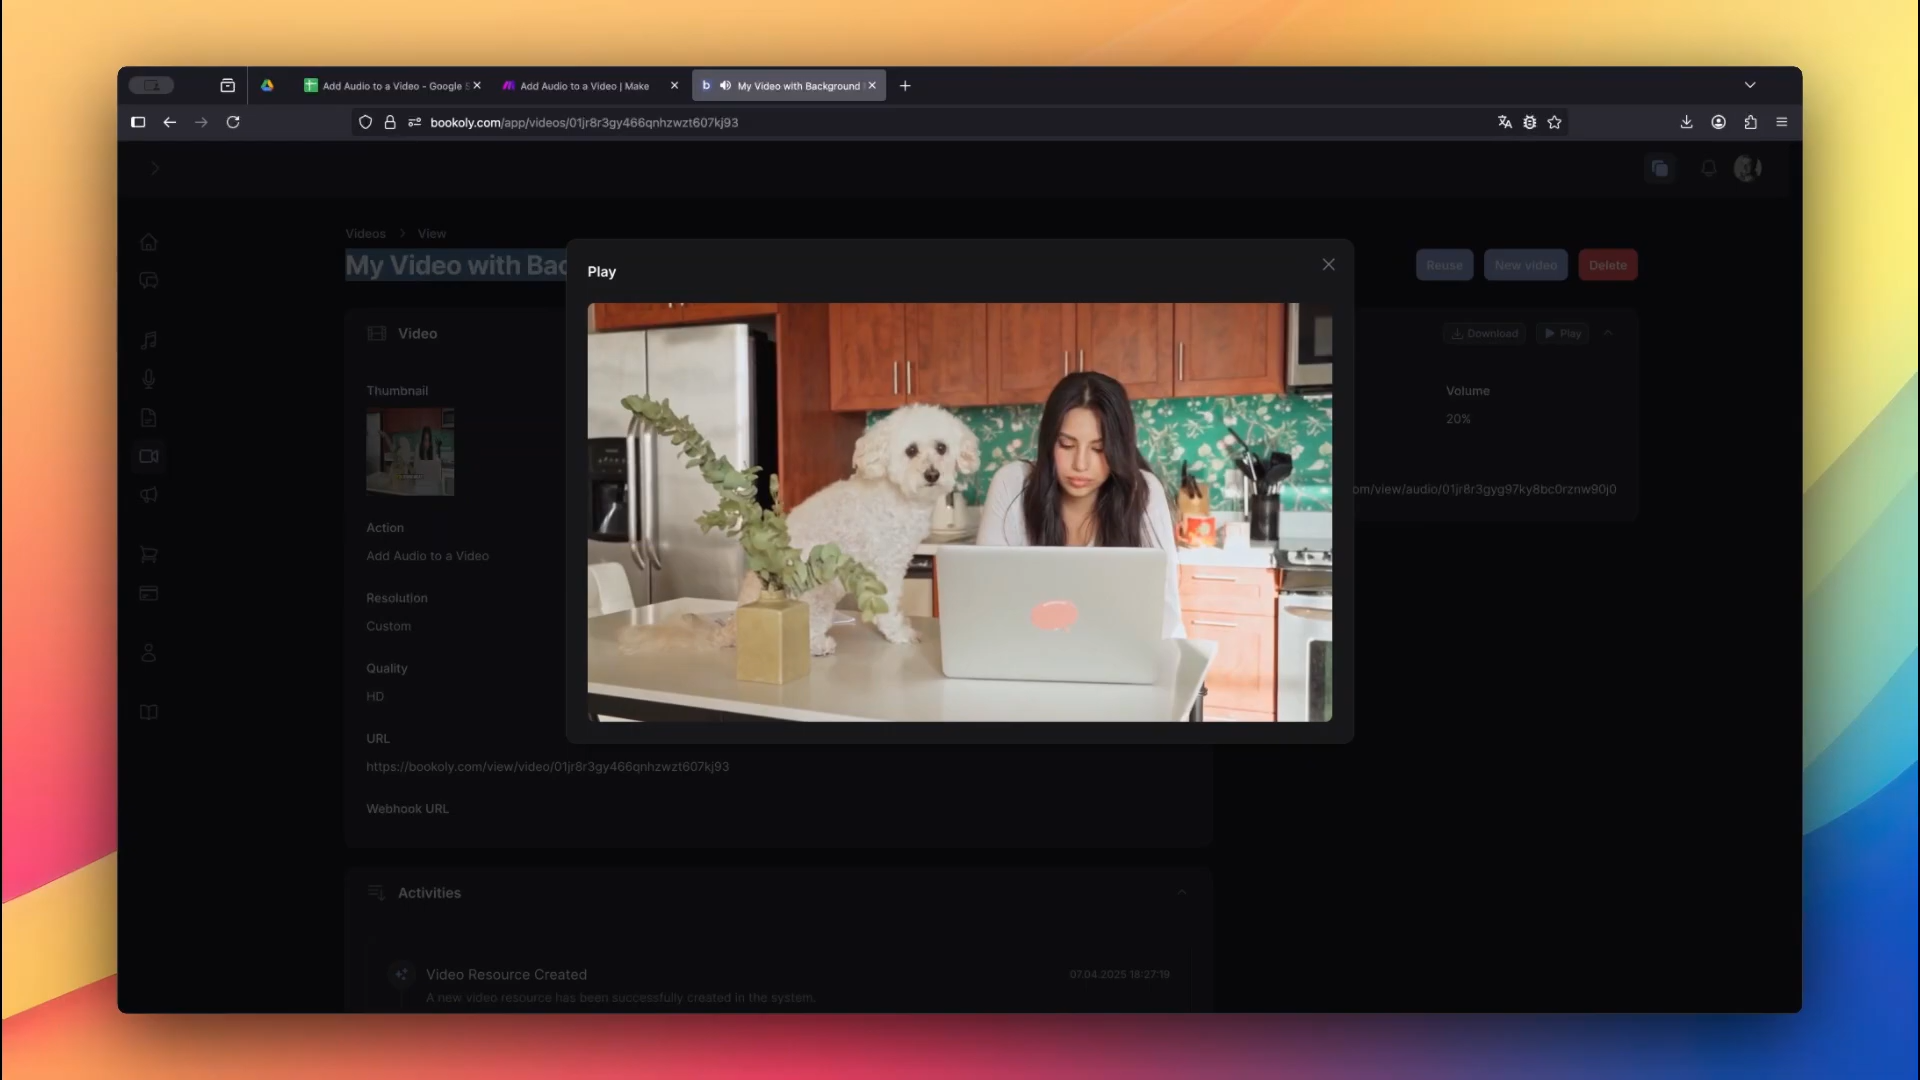 Add Audio to a Video - Google S
Add Audio to a Video | Make
b My Video with Background
bookoly.com/app/videos/01jr8r3gy466qnhzwzt607kj93
Videos > View
My Video with Bac
Reuse
New video
Delete
Play
Video
Download
Play
Thumbnail
Volume
20%
om/view/audio/01jr8r3gyg97ky8bc0rznw90j0
Action
Add Audio to a Video
Resolution
Custom
Quality
HD
URL
https://bookoly.com/view/video/01jr8r3gy466qnhzwzt607kj93
Webhook URL
Activities
Video Resource Created
07.04.2025 18:27:19
A new video resource has been successfully created in the system.